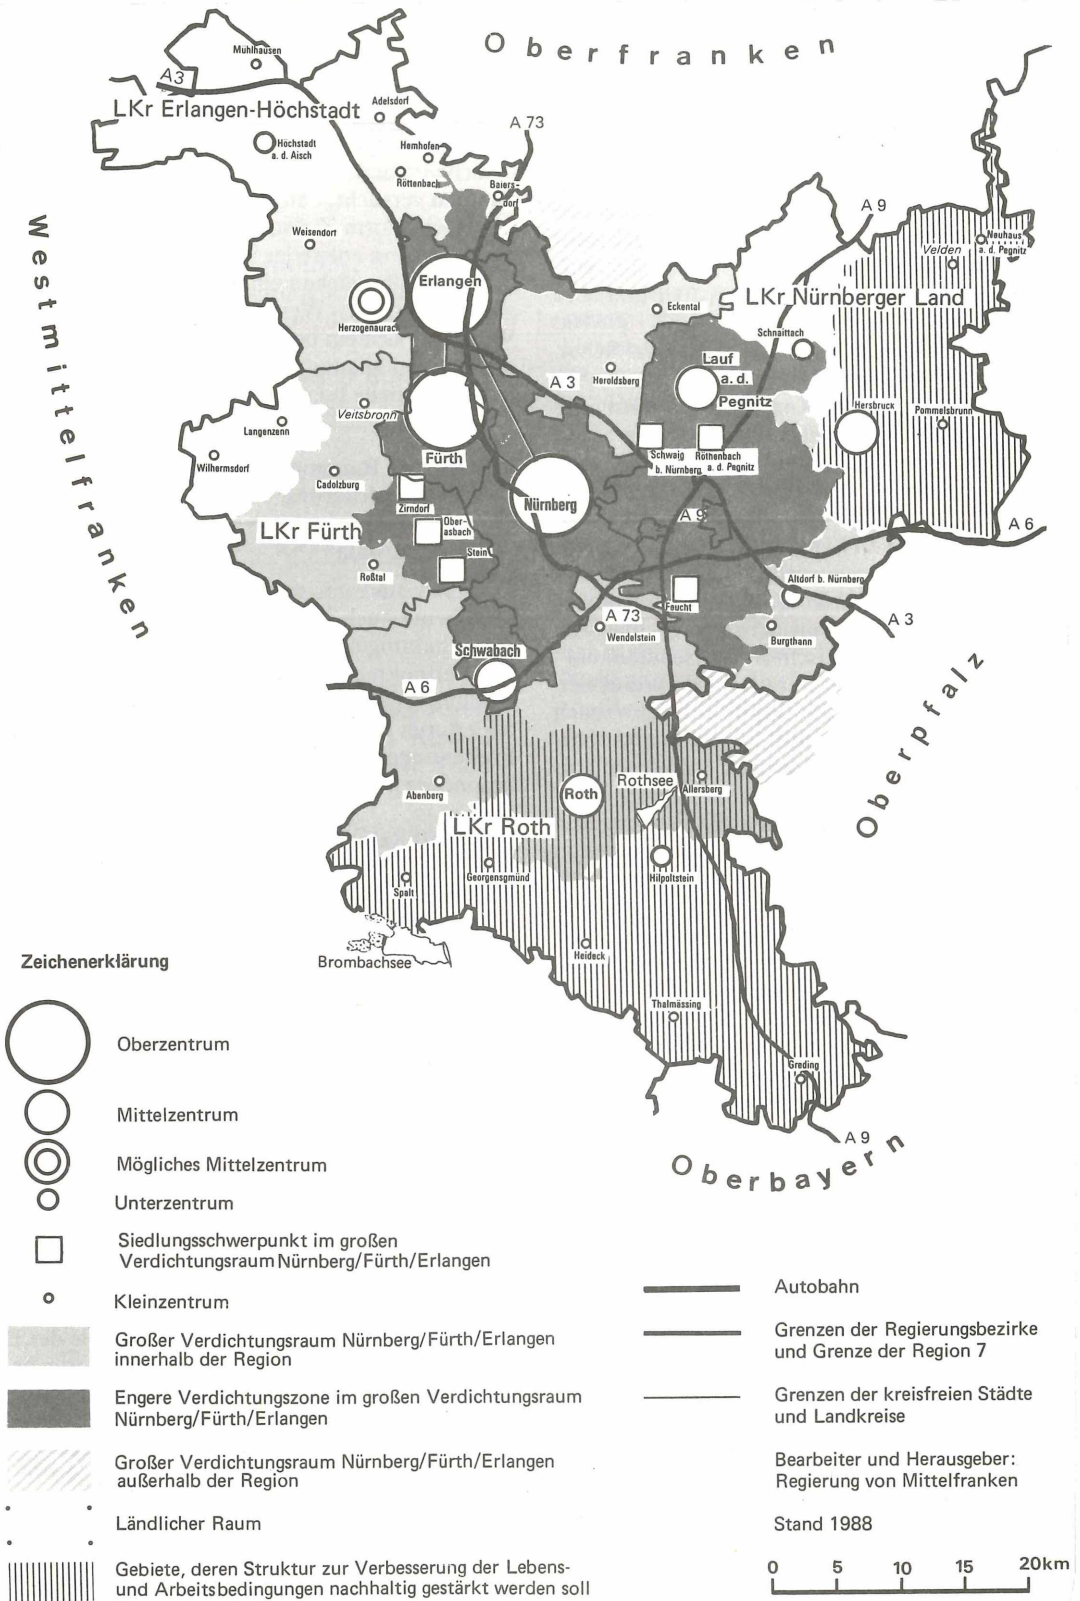 Oberfranken
Mühlhausen
A3
LKr Erlangen-Höchstadt
Adelsdorf
A 73
Höchstadt
a. d. Aisch
Hemhofen
Röttenbach
Baiers-
dorf
A 9
Westmittelfranken
Weisendorf
Neuhaus
a. d. Pegnitz
Velden
Erlangen
LKr Nürnberger Land
Herzogenaurach
Eckental
Schnaittach
Lauf
a. d.
Pegnitz
Heroldsberg
A 3
Veitsbronn
Langenzenn
Hersbruck
Pommelsbrunn
Wilhermsdorf
Fürth
Schwaig
b. Nürnberg
Röthenbach
a. d. Pegnitz
Cadolzburg
Zirndorf
Nürnberg
A 9
LKr Fürth
Ober-
asbach
A 6
Stein
Roßtal
Altdorf b. Nürnberg
Feucht
A 73
Wendelstein
A 3
Burgthann
Schwabach
A 6
Oberpfalz
Rothsee
Allersberg
Abenberg
Roth
LKr Roth
Georgensgmünd
Hilpoltstein
Spalt
Brombachsee
Heideck
Thalmässing
Greding
A 9
Oberbayern
Zeichenerklärung
Oberzentrum
Mittelzentrum
Mögliches Mittelzentrum
Unterzentrum
Siedlungsschwerpunkt im großen
Verdichtungsraum Nürnberg/Fürth/Erlangen
Kleinzentrum
Großer Verdichtungsraum Nürnberg/Fürth/Erlangen
innerhalb der Region
Engere Verdichtungszone im großen Verdichtungsraum
Nürnberg/Fürth/Erlangen
Großer Verdichtungsraum Nürnberg/Fürth/Erlangen
außerhalb der Region
Ländlicher Raum
Gebiete, deren Struktur zur Verbesserung der Lebens-
und Arbeitsbedingungen nachhaltig gestärkt werden soll
Autobahn
Grenzen der Regierungsbezirke
und Grenze der Region 7
Grenzen der kreisfreien Städte
und Landkreise
Bearbeiter und Herausgeber:
Regierung von Mittelfranken
Stand 1988
0 5 10 15 20km